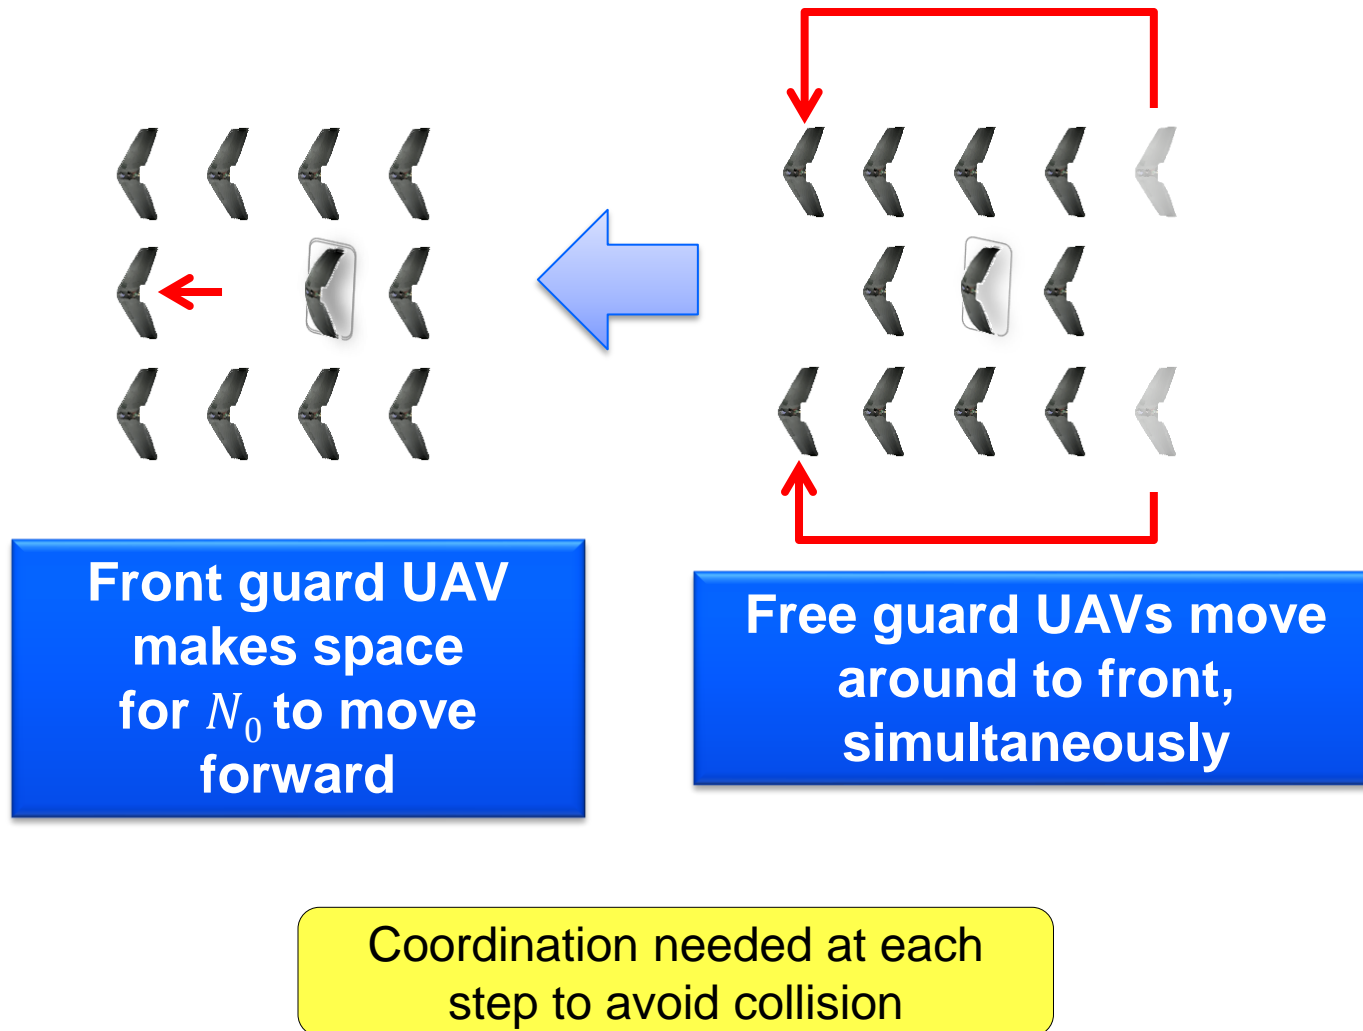 Front guard UAV
makes space
for N₀ to move
forward
Free guard UAVs move
around to front,
simultaneously
Coordination needed at each
step to avoid collision